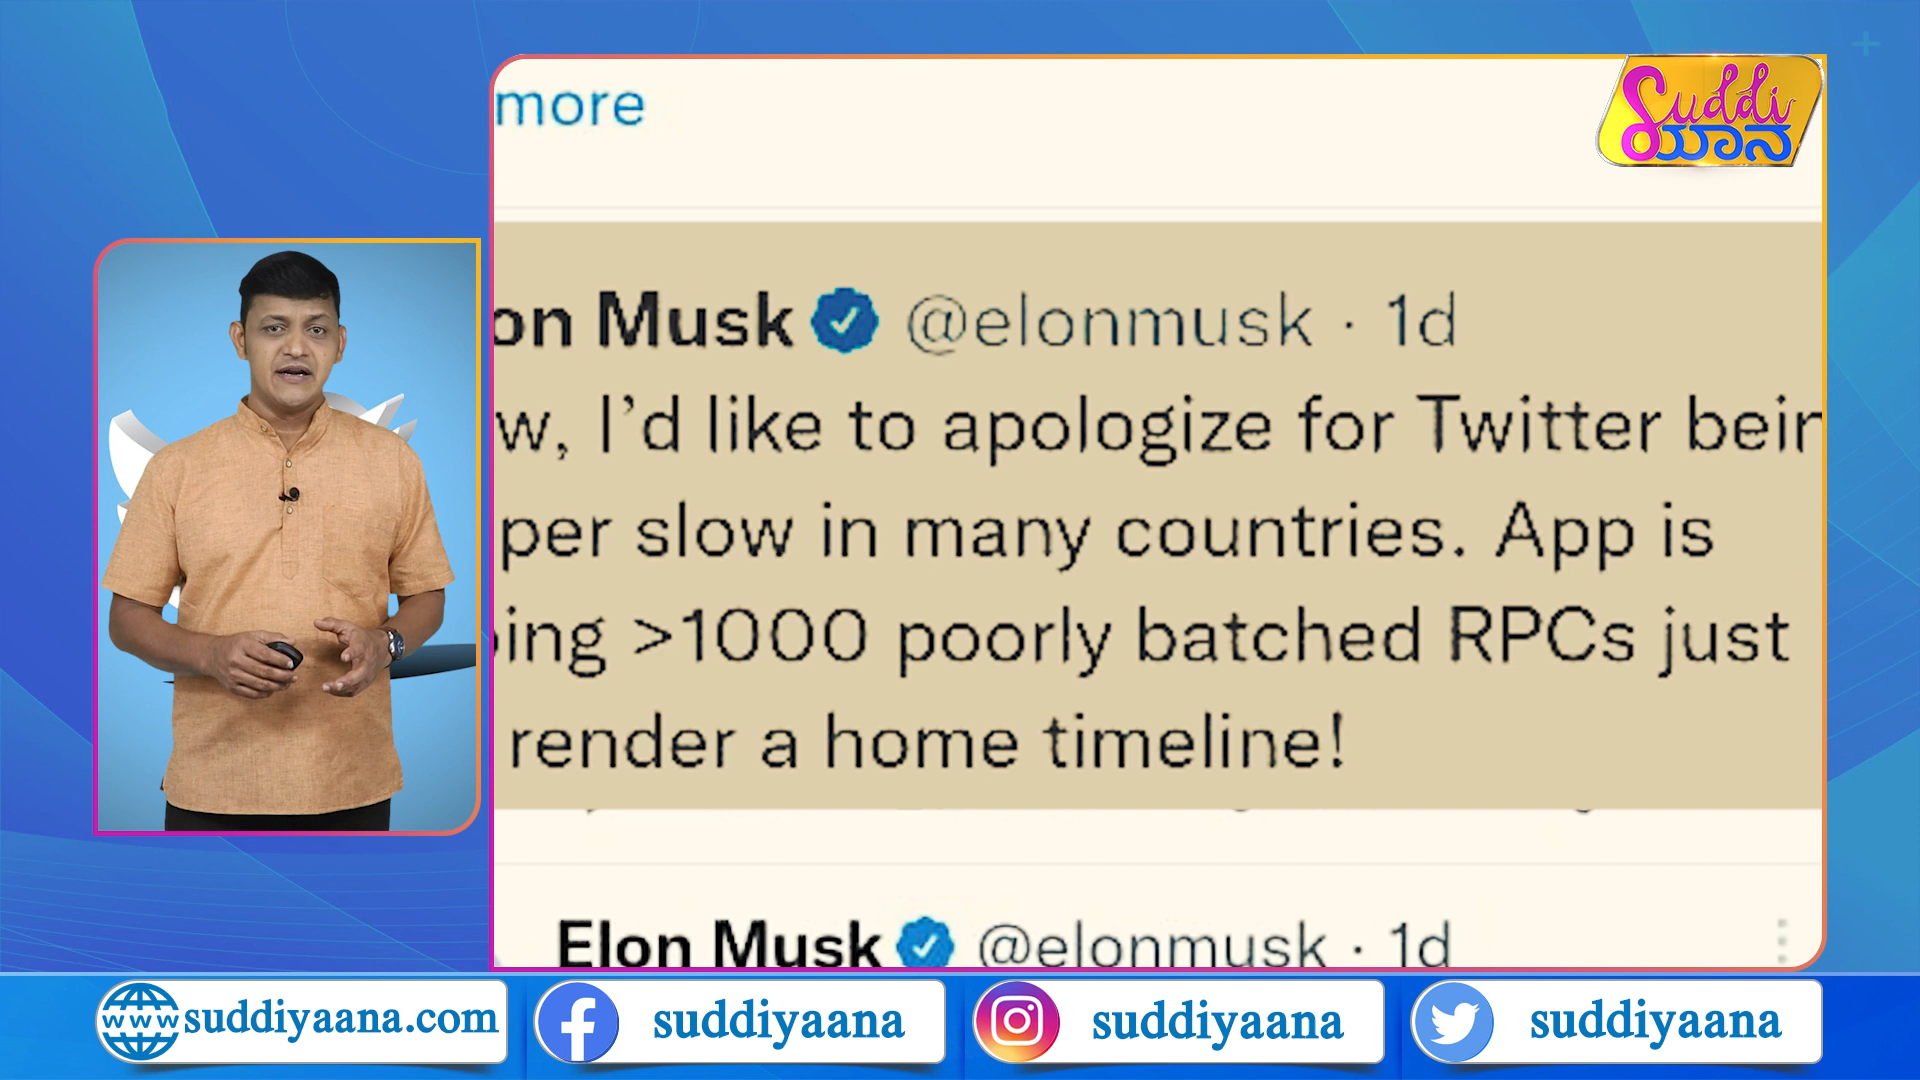 more
Suddi
ಯಾನ
on Musk @elonmusk · 1d
w, I'd like to apologize for Twitter bein
per slow in many countries. App is
ing >1000 poorly batched RPCs just
render a home timeline!
Elon Musk @elonmusk · 1d
www suddiyaana.com
suddiyaana
suddiyaana
suddiyaana